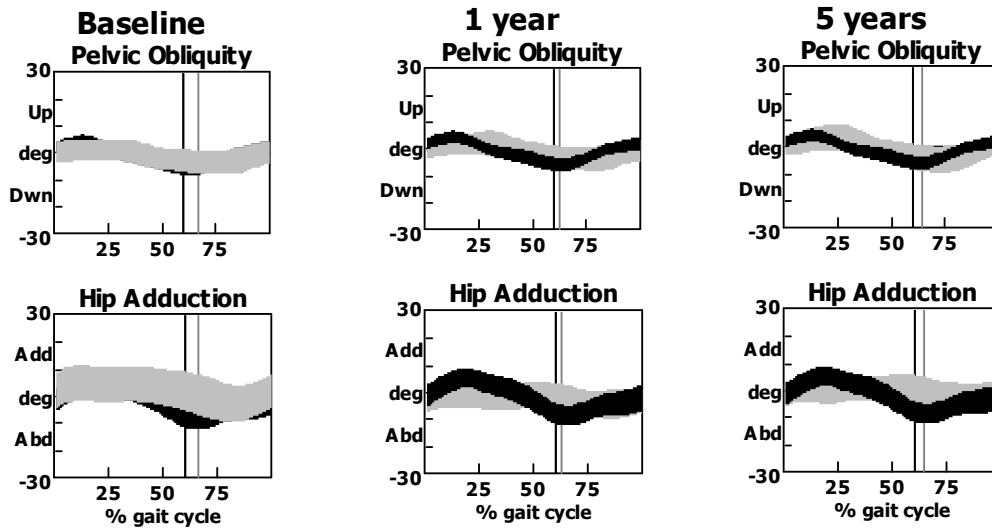 Baseline
Pelvic Obliquity
30
Up
deg
Dwn
-30
25 50 75
Hip Adduction
30
Add
deg
Abd
-30
25 50 75
% gait cycle
1 year
Pelvic Obliquity
30
Up
deg
Dwn
-30
25 50 75
Hip Adduction
30
Add
deg
Abd
-30
25 50 75
% gait cycle
5 years
Pelvic Obliquity
30
Up
deg
Dwn
-30
25 50 75
Hip Adduction
30
Add
deg
Abd
-30
25 50 75
% gait cycle